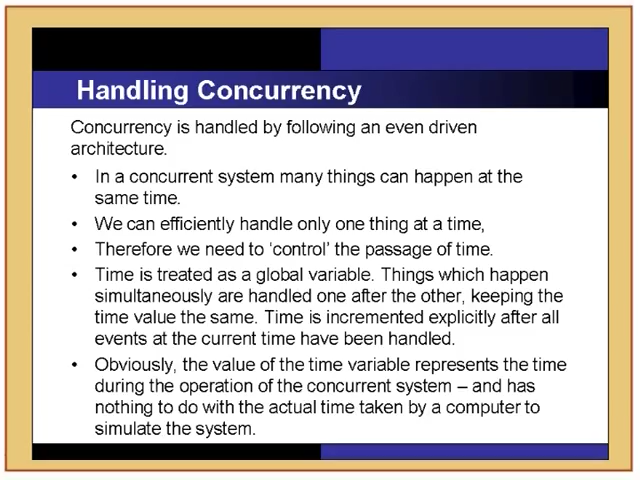 Handling Concurrency
Concurrency is handled by following an even driven
architecture.
• In a concurrent system many things can happen at the
same time.
• We can efficiently handle only one thing at a time,
• Therefore we need to 'control' the passage of time.
• Time is treated as a global variable. Things which happen
simultaneously are handled one after the other, keeping the
time value the same. Time is incremented explicitly after all
events at the current time have been handled.
• Obviously, the value of the time variable represents the time
during the operation of the concurrent system – and has
nothing to do with the actual time taken by a computer to
simulate the system.